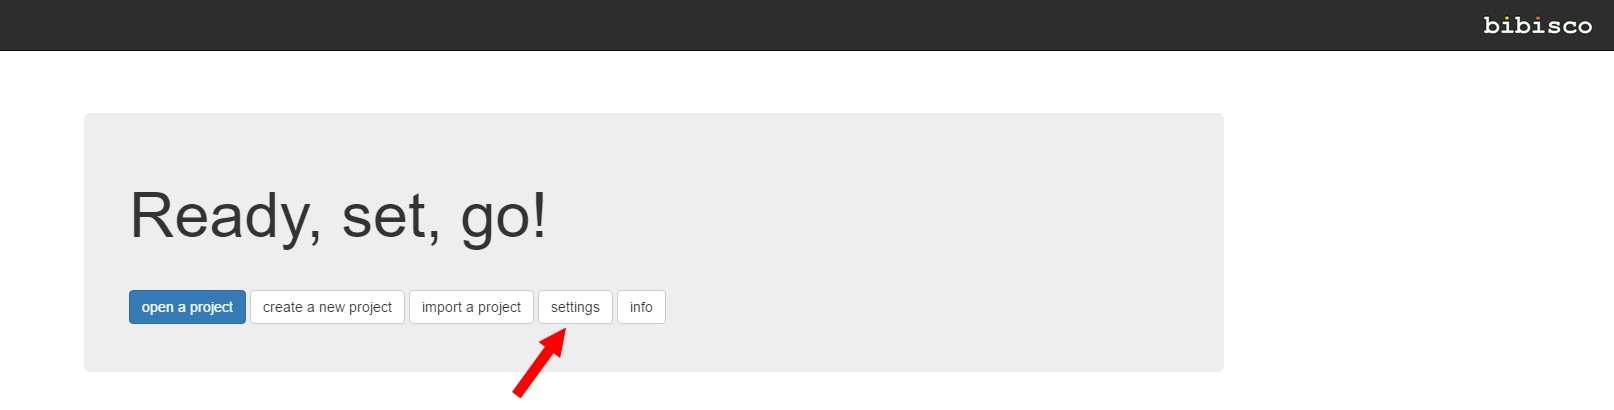 bibisco
Ready, set, go!
open a project create a new project import a project settings info